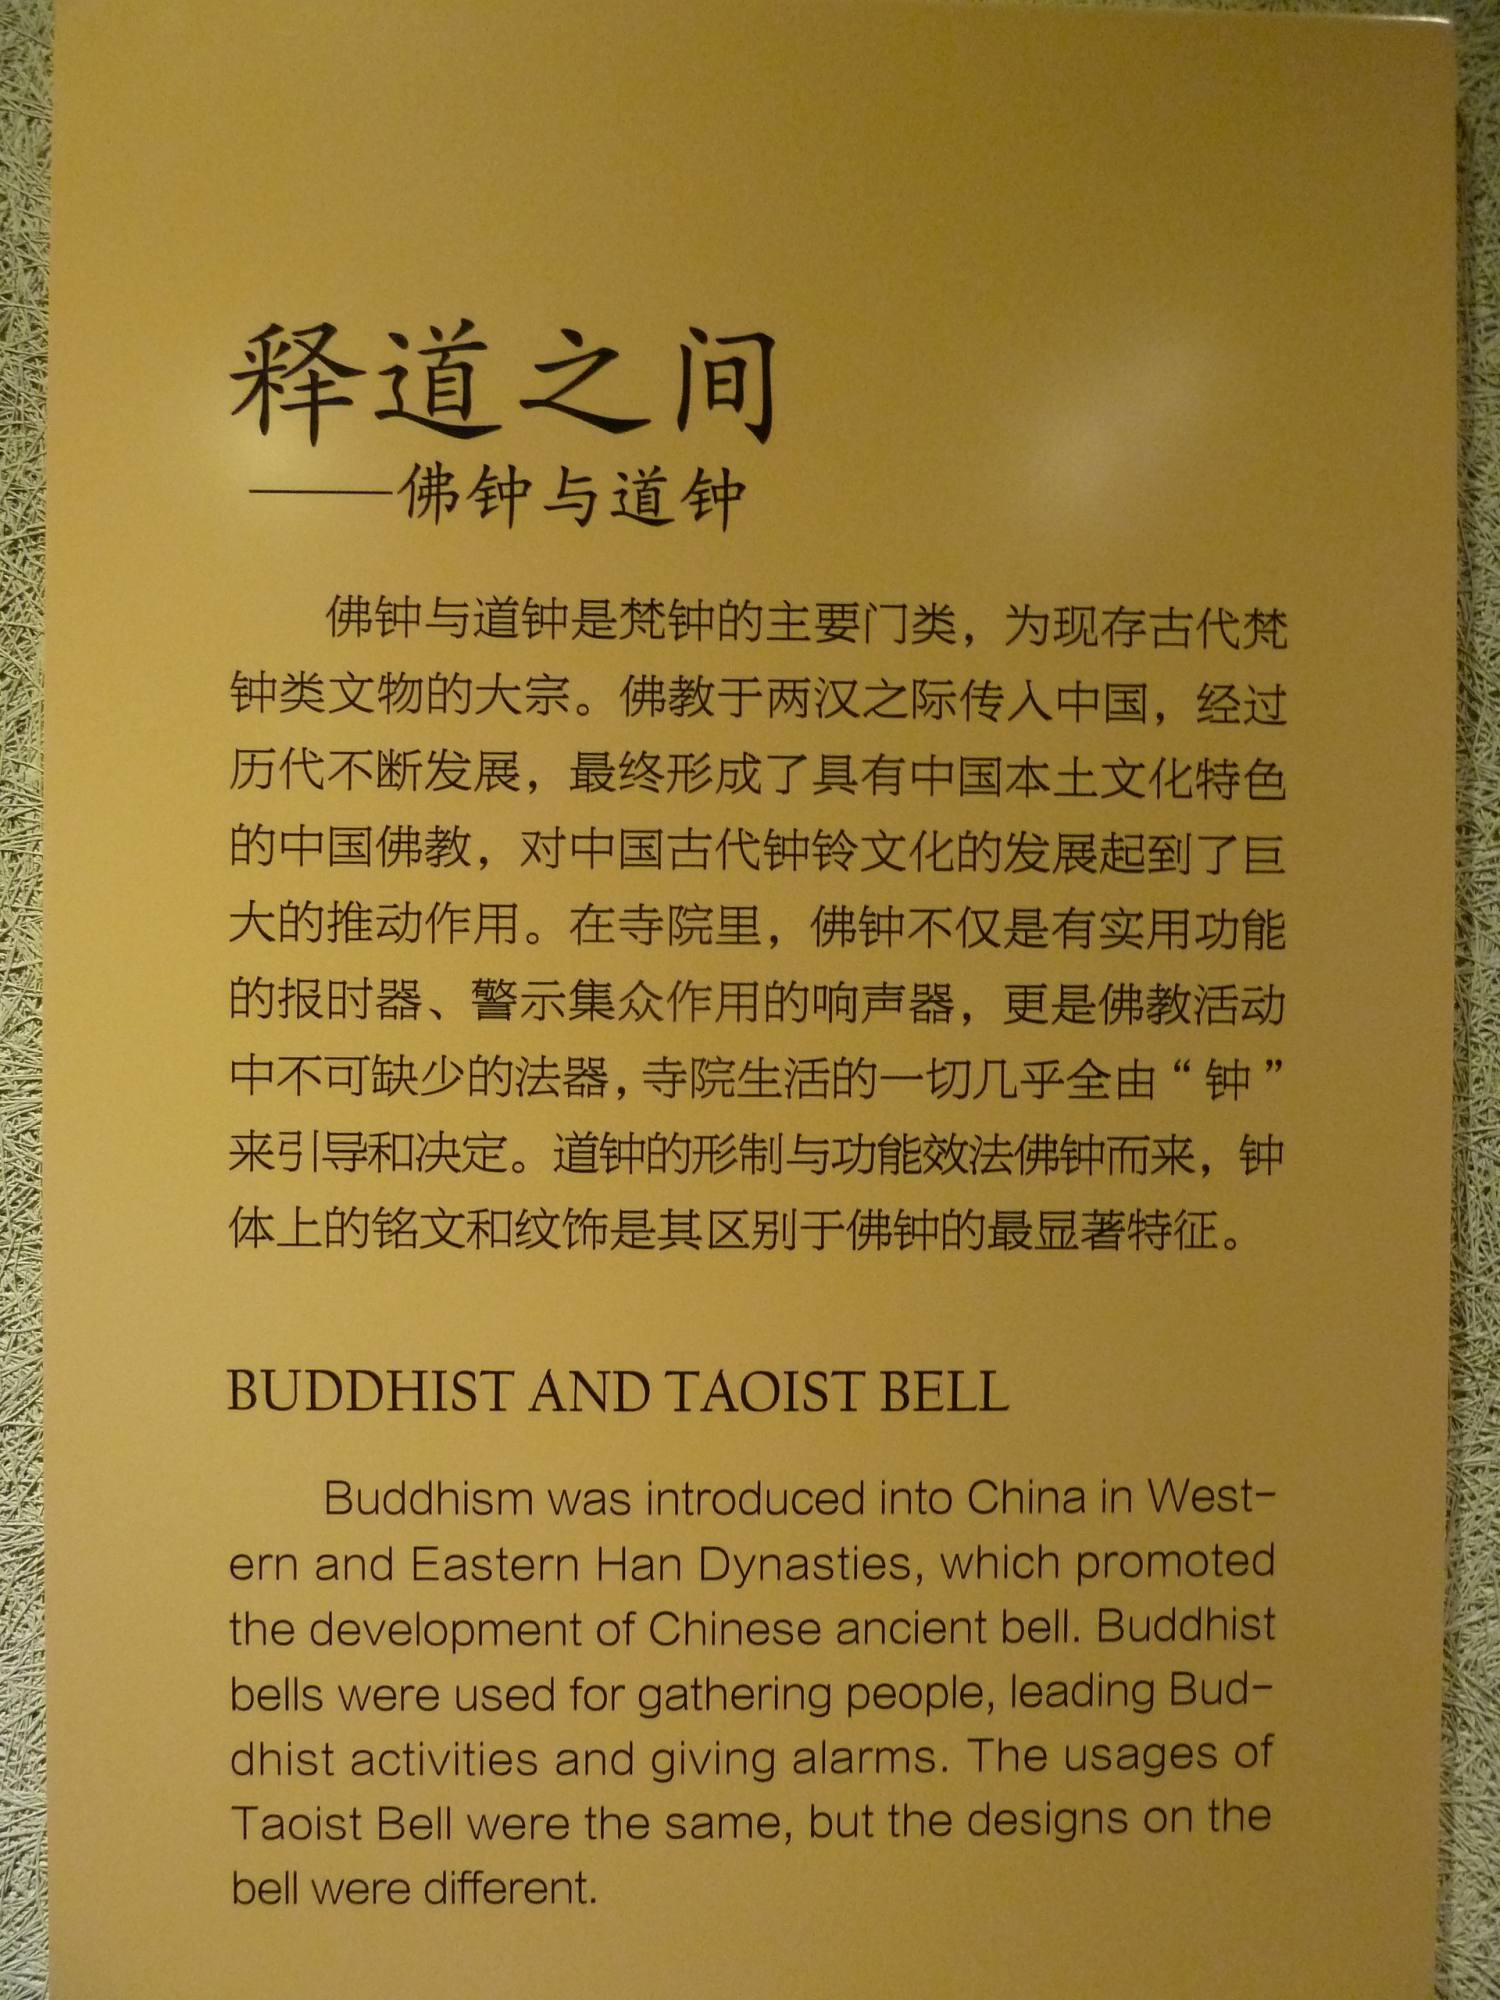 释道之间
——佛钟与道钟
佛钟与道钟是梵钟的主要门类，为现存古代梵
钟类文物的大宗。佛教于两汉之际传入中国，经过
历代不断发展，最终形成了具有中国本土文化特色
的中国佛教，对中国古代钟铃文化的发展起到了巨
大的推动作用。在寺院里，佛钟不仅是有实用功能
的报时器、警示集众作用的响声器，更是佛教活动
中不可缺少的法器，寺院生活的一切几乎全由“钟”
来引导和决定。道钟的形制与功能效法佛钟而来，钟
体上的铭文和纹饰是其区别于佛钟的最显著特征。
BUDDHIST AND TAOIST BELL
Buddhism was introduced into China in West-
ern and Eastern Han Dynasties, which promoted
the development of Chinese ancient bell. Buddhist
bells were used for gathering people, leading Bud-
dhist activities and giving alarms. The usages of
Taoist Bell were the same, but the designs on the
bell were different.